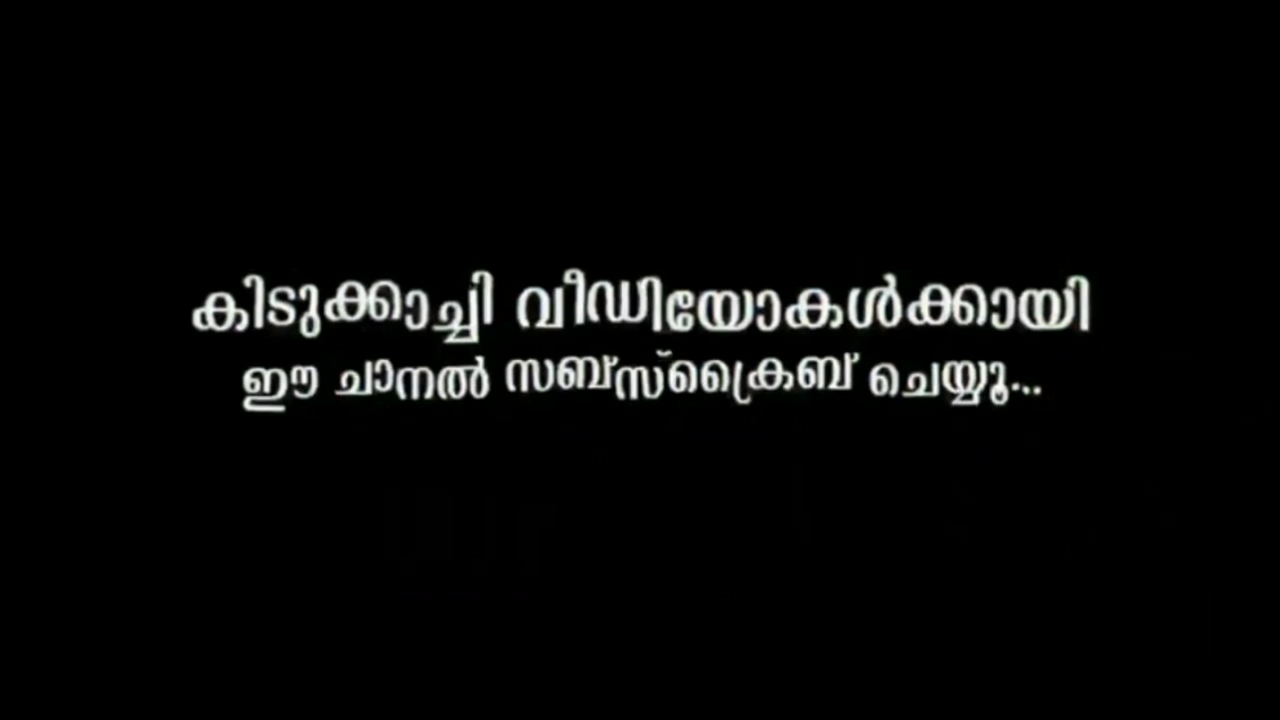 കിടുക്കാച്ചി വീഡിയോകൾക്കായി
ഈ ചാനൽ സബ്സ്ക്രൈബ് ചെയ്യൂ...